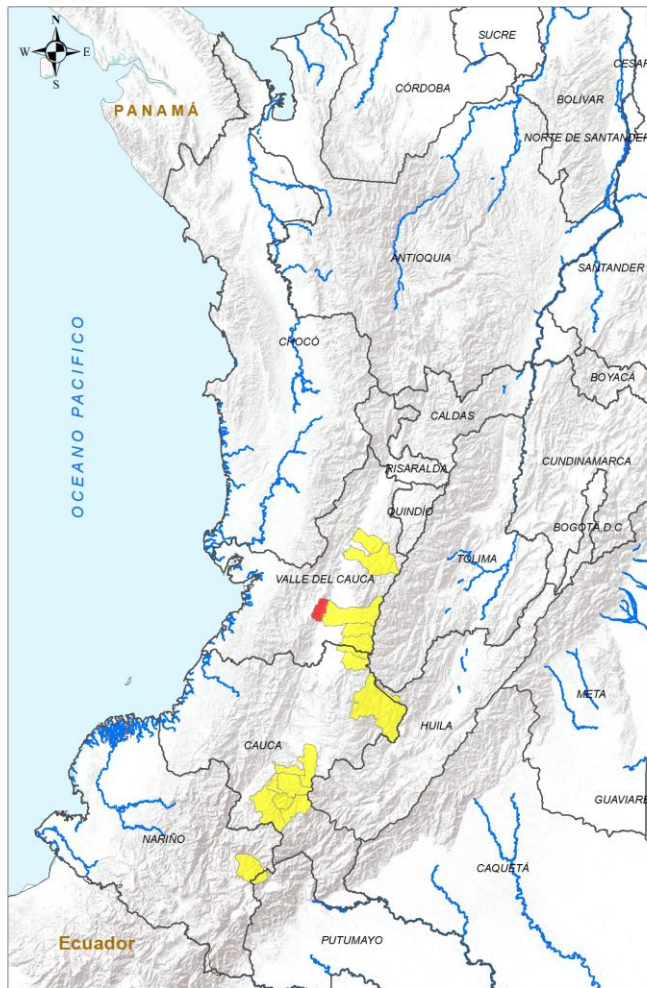 N
W E
S
SUCRE
CESAR
CÓRDOBA
BOLÍVAR
PANAMÁ
NORTE DE SANTANDER
ANTIOQUIA
SANTANDER
CHOCÓ
BOYACÁ
CALDAS
OCEANO PACIFICO
CUNDINAMARCA
RISARALDA
QUINDÍO
BOGOTÁ, D.C
TOLIMA
VALLE DEL CAUCA
META
HUILA
CAUCA
GUAVIARE
NARIÑO
CAQUETÁ
Ecuador
PUTUMAYO